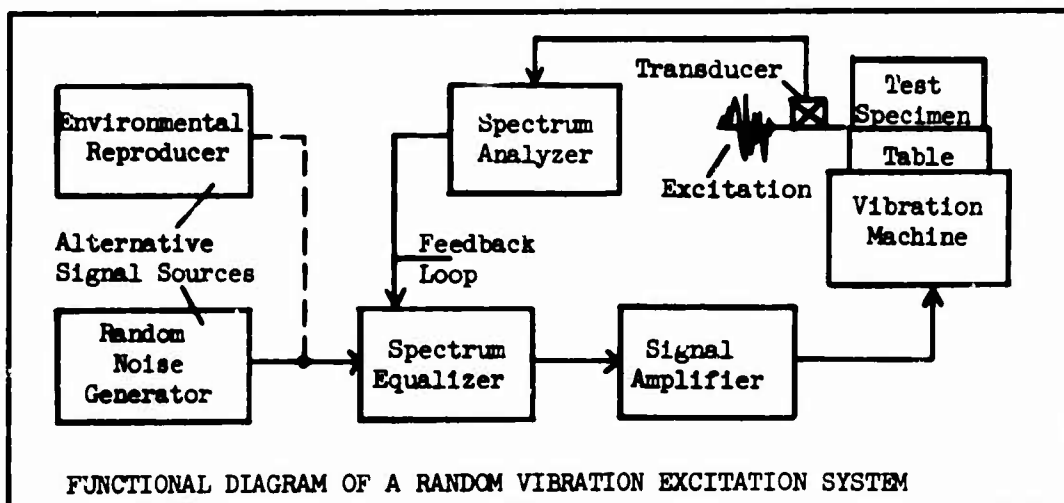 Environmental
Reproducer
Alternative
Signal Sources
Random
Noise
Generator
Spectrum
Analyzer
Feedback
Loop
Spectrum
Equalizer
Signal
Amplifier
Transducer
Excitation
Test
Specimen
Table
Vibration
Machine
FUNCTIONAL DIAGRAM OF A RANDOM VIBRATION EXCITATION SYSTEM